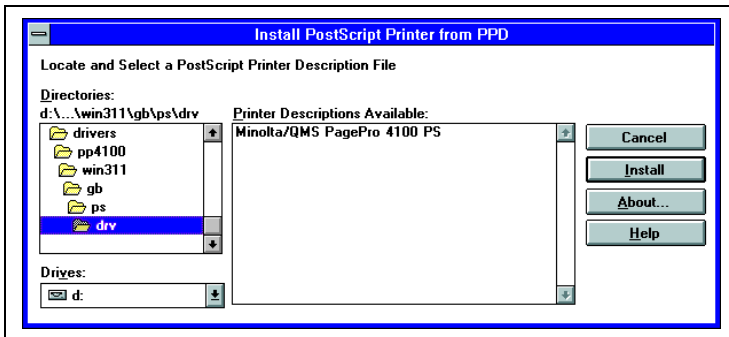 Install PostScript Printer from PPD
Locate and Select a PostScript Printer Description File
Directories:
d:\...\win311\gb\ps\drv
drivers
pp4100
win311
gb
ps
drv
Drives:
d:
Printer Descriptions Available:
Minolta/QMS PagePro 4100 PS
Cancel
Install
About...
Help